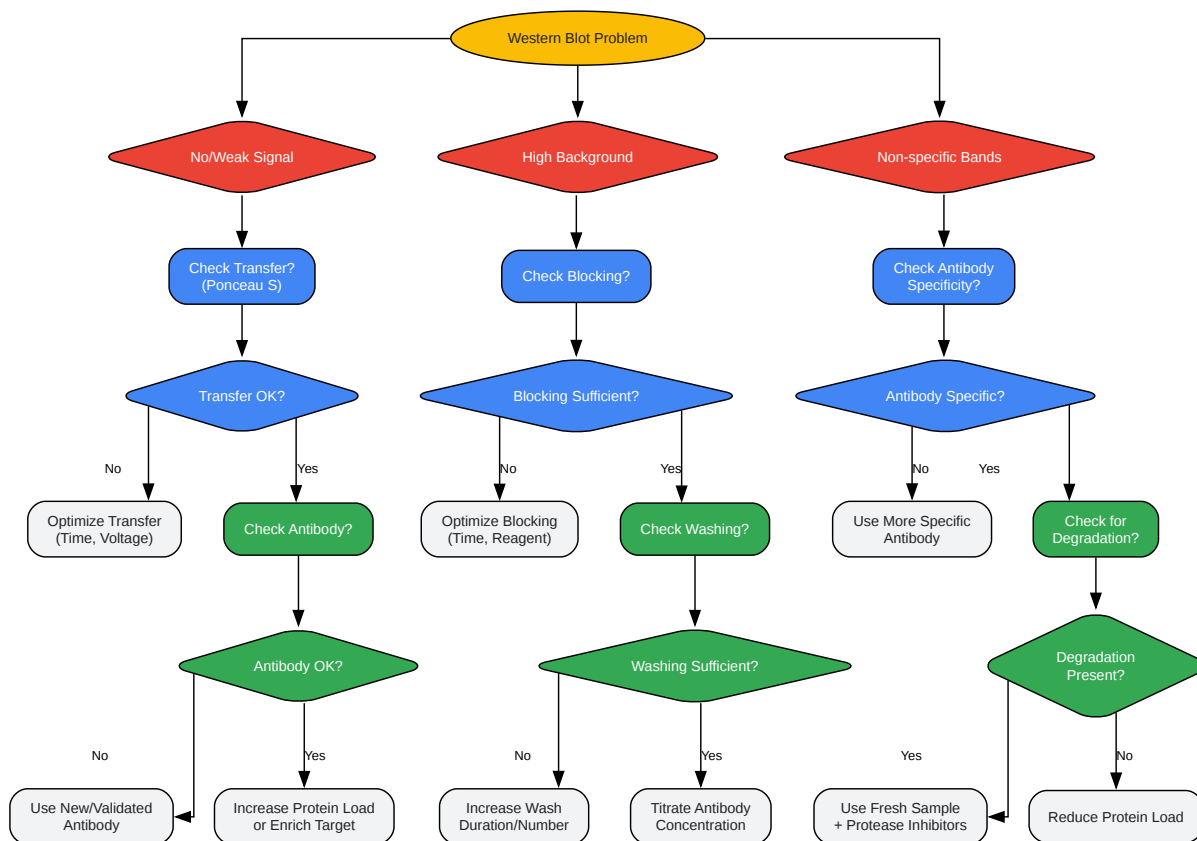 Western Blot Problem
No/Weak Signal
High Background
Non-specific Bands
Check Transfer?
(Ponceau S)
Check Blocking?
Check Antibody
Specificity?
Transfer OK?
Blocking Sufficient?
Antibody Specific?
No
Yes
No
Yes
No
Yes
Optimize Transfer
(Time, Voltage)
Check Antibody?
Optimize Blocking
(Time, Reagent)
Check Washing?
Use More Specific
Antibody
Check for
Degradation?
Antibody OK?
Washing Sufficient?
Degradation
Present?
No
Yes
No
Yes
Yes
No
Use New/Validated
Antibody
Increase Protein Load
or Enrich Target
Increase Wash
Duration/Number
Titrate Antibody
Concentration
Use Fresh Sample
+ Protease Inhibitors
Reduce Protein Load